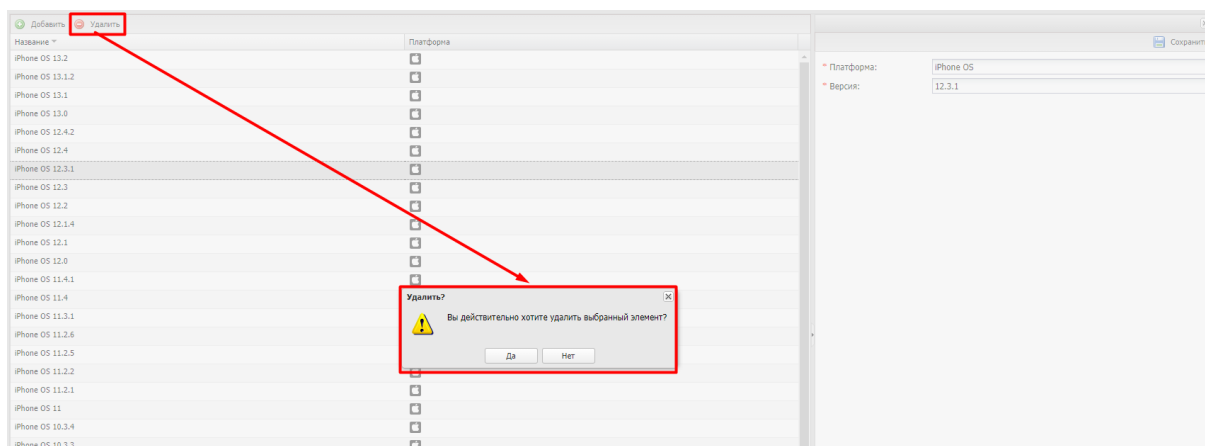 Добавить Удалить
Название Платформа
Сохранить
iPhone OS 13.2
* Платформа: iPhone OS
iPhone OS 13.1.2
* Версия: 12.3.1
iPhone OS 13.1
iPhone OS 13.0
iPhone OS 12.4.2
iPhone OS 12.4
iPhone OS 12.3.1
iPhone OS 12.3
iPhone OS 12.2
iPhone OS 12.1.4
iPhone OS 12.1
iPhone OS 12.0
iPhone OS 11.4.1
iPhone OS 11.4
Удалить?
iPhone OS 11.3.1
Вы действительно хотите удалить выбранный элемент?
iPhone OS 11.2.6
iPhone OS 11.2.5
Да Нет
iPhone OS 11.2.2
iPhone OS 11.2.1
iPhone OS 11
iPhone OS 10.3.4
iPhone OS 10.3.3